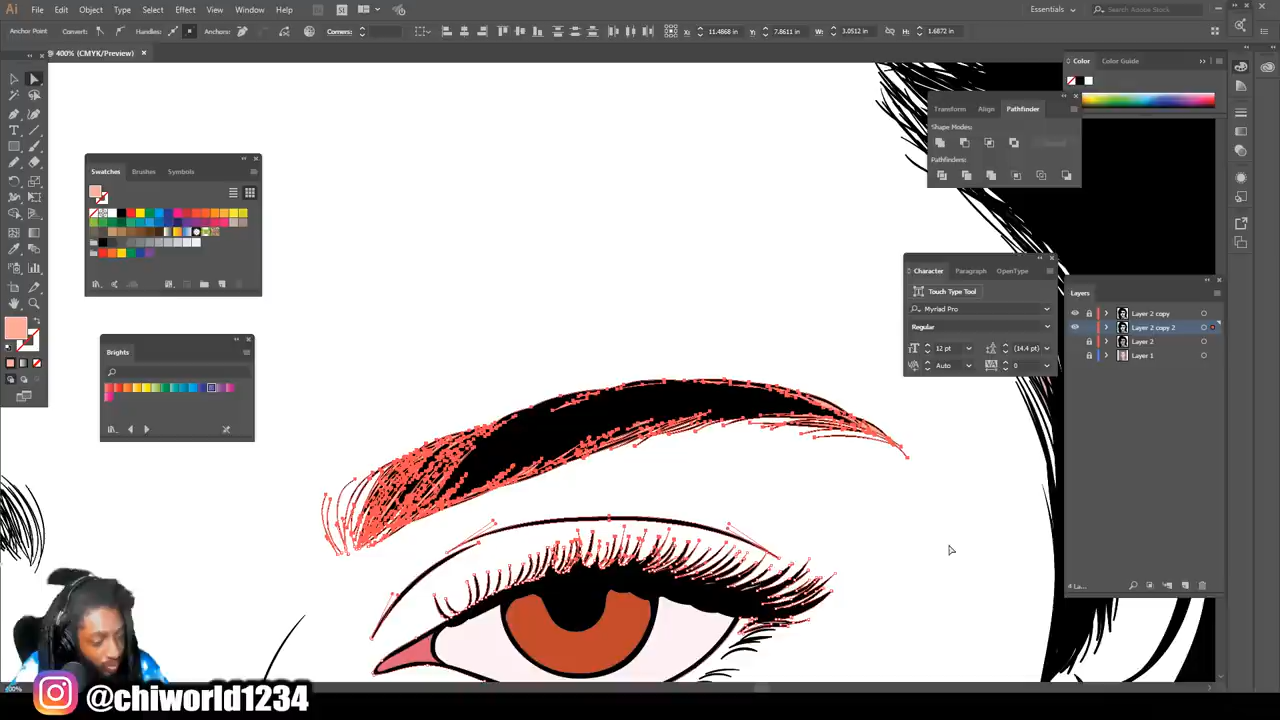 Ai File Edit Object Type Select Effect View Window Help
Essentials
Search Adobe Stock
Anchor Point Convert: Handles: Anchors: Corners: X: 11.4868 in Y: 7.8611 in W: 3.0512 in H: 1.6872 in
400% (CMYK/Preview)
Color Color Guide
Transform Align Pathfinder
Shape Modes:
Pathfinders:
Swatches Brushes Symbols
Character Paragraph OpenType
Touch Type Tool
Myriad Pro
Regular
12 pt (14.4 pt)
Auto 0
Layers
Layer 2 copy
Layer 2 copy 2
Layer 2
Layer 1
Brights
4 La...
400%
@chiworld1234